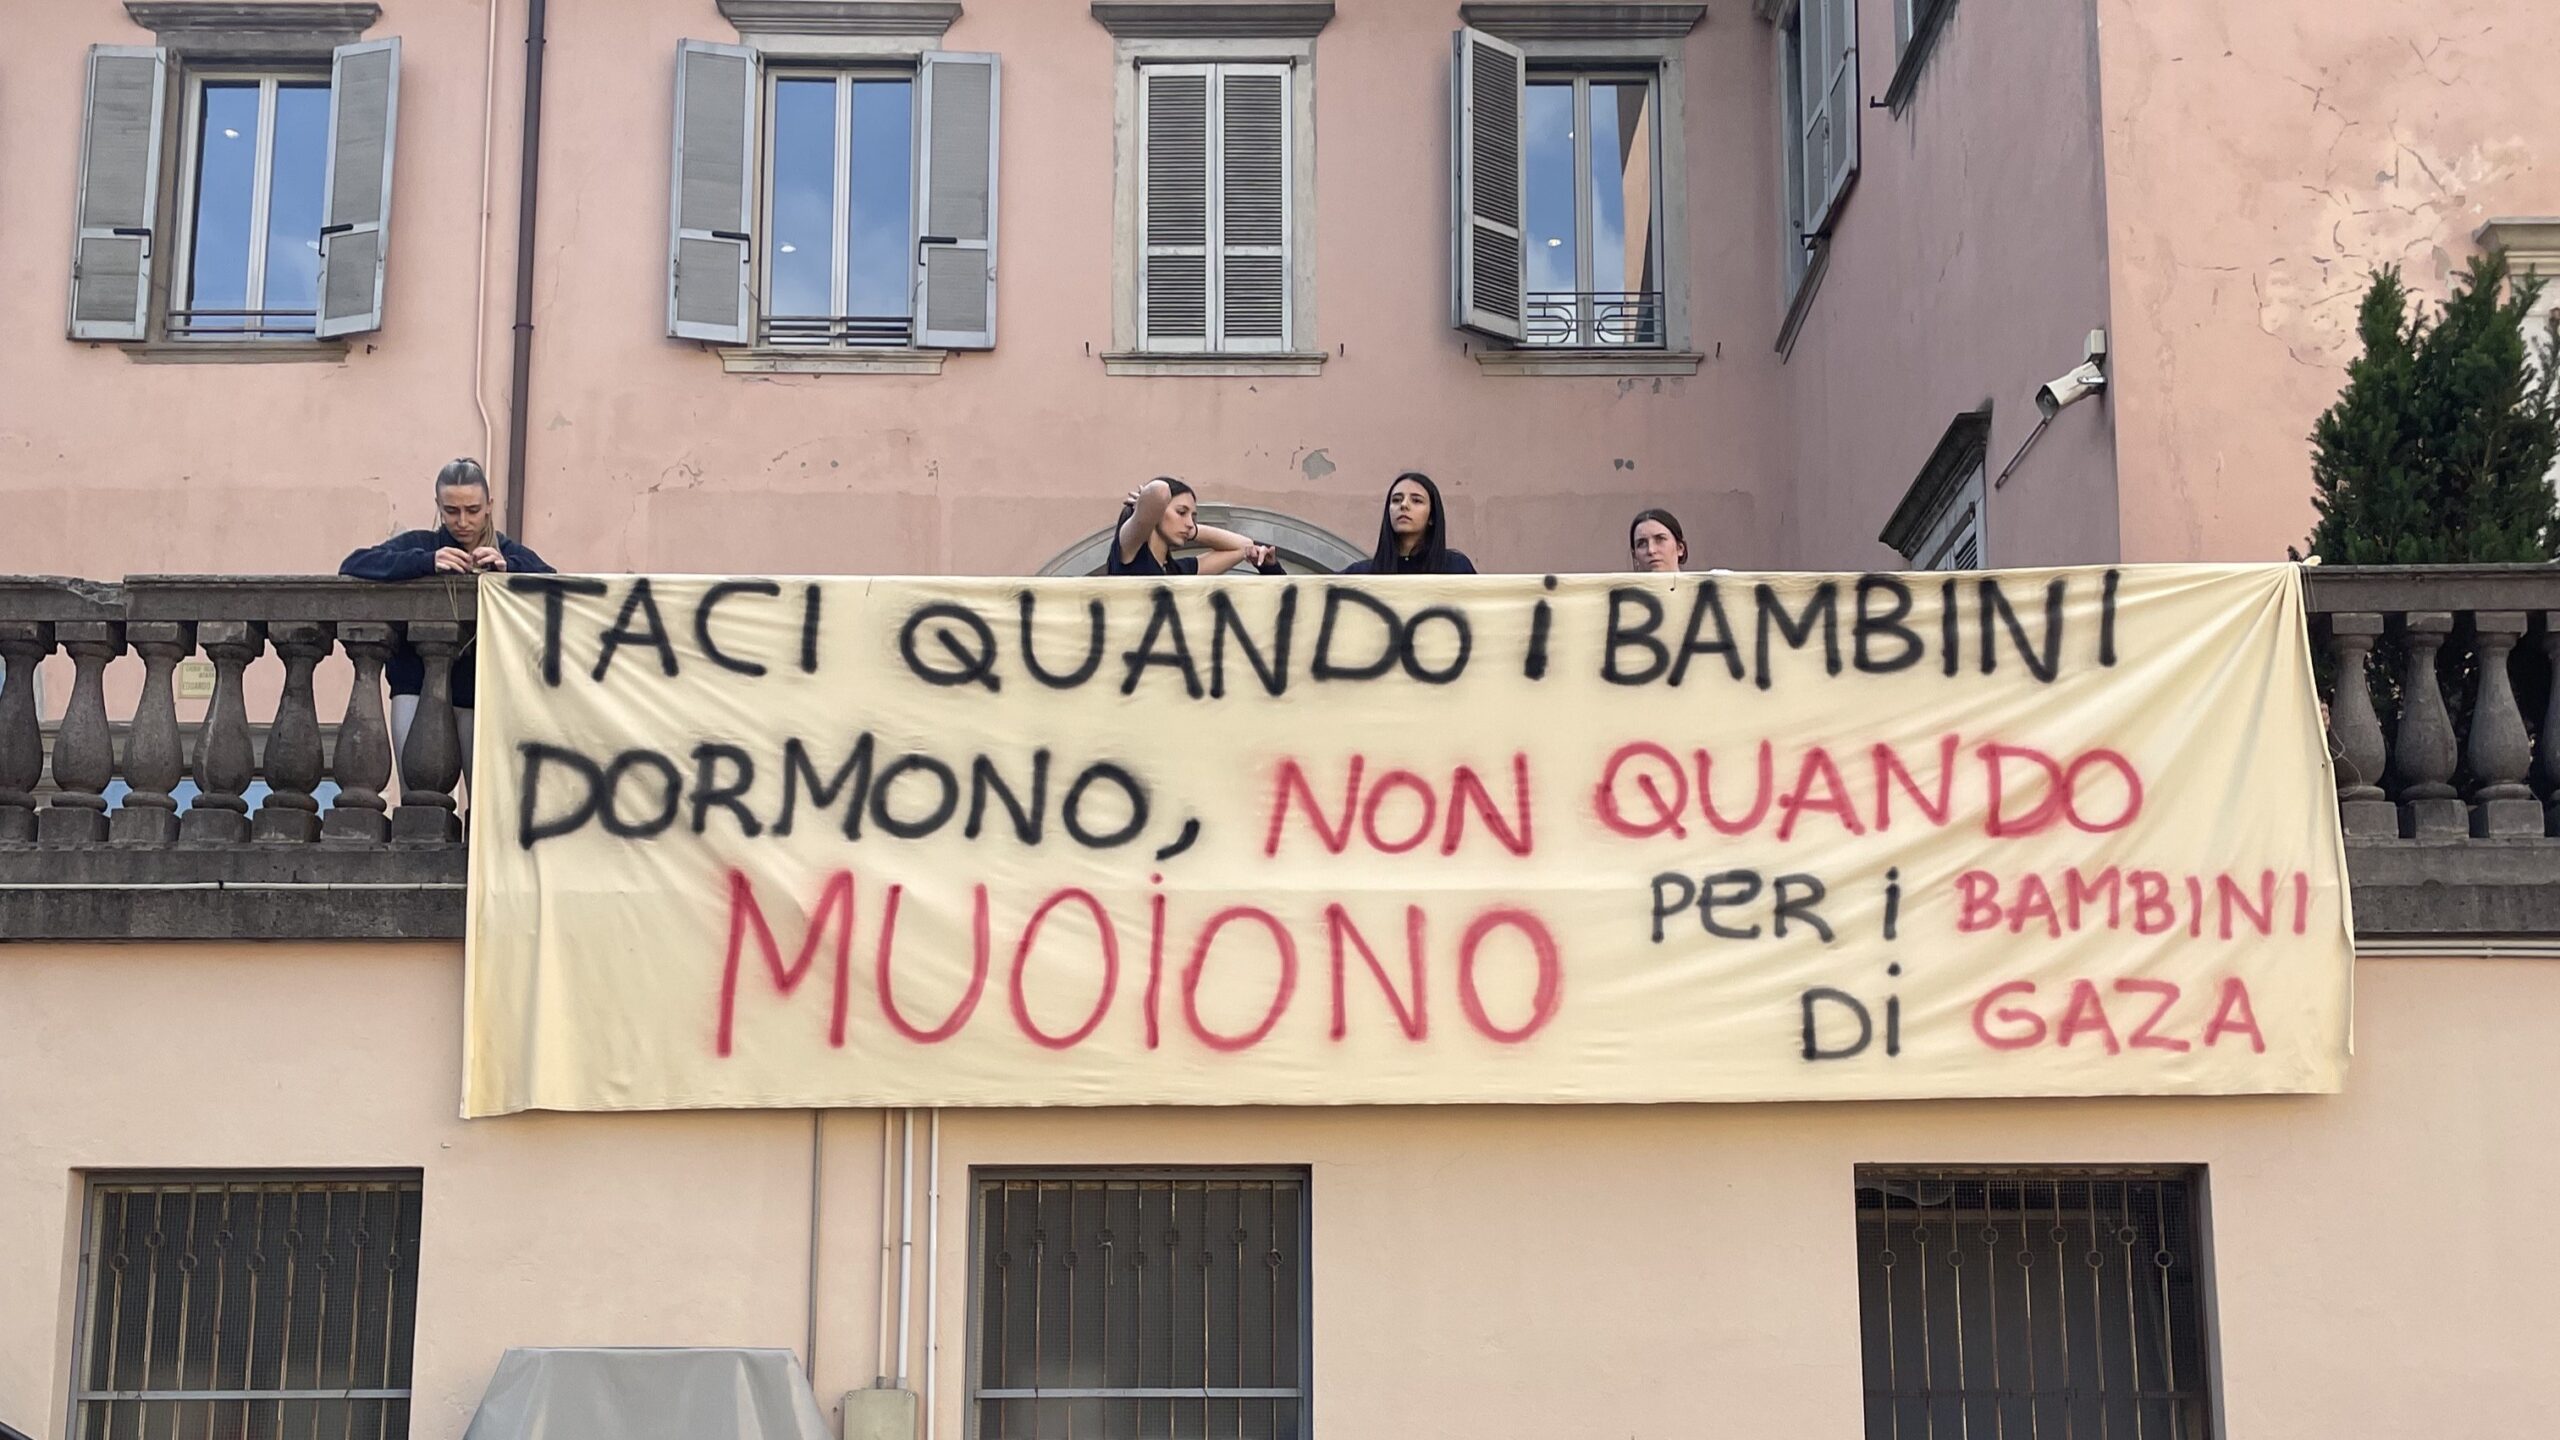 TACI QUANDO i BAMBINI
DORMONO, NON QUANDO
MUOiONO
PER i BAMBINI
Di GAZA